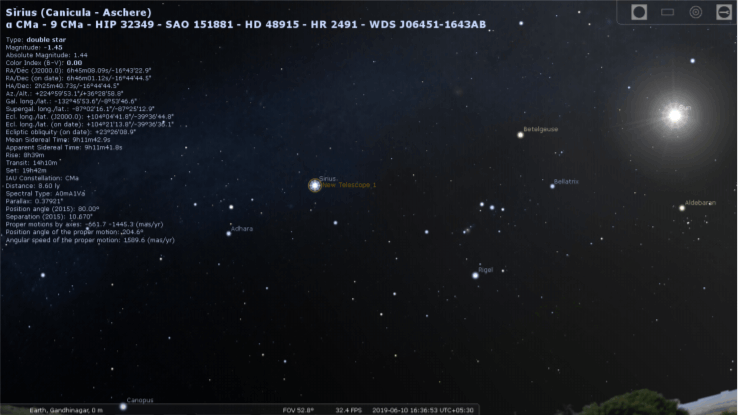 Sirius (Canicula - Aschere)
α CMa - 9 CMa - HIP 32349 - SAO 151881 - HD 48915 - HR 2491 - WDS J06451-1643AB
Type: double star
Magnitude: -1.45
Absolute Magnitude: 1.44
Color Index (B-V): 0.00
RA/Dec (J2000.0): 6h45m08.09s/-16°43'22.9"
RA/Dec (on date): 6h46m01.12s/-16°44'44.5"
HA/Dec: 2h25m40.73s/-16°44'44.5"
Az./Alt.: +224°59'53.1"/+36°28'58.8"
Gal. long./lat.: -132°45'53.6"/-8°53'46.6"
Supergal. long./lat.: -87°02'16.1"/-87°25'12.9"
Ecl. long./lat. (J2000.0): +104°04'41.8"/-39°36'44.8"
Ecl. long./lat. (on date): +104°21'13.8"/-39°36'30.1"
Ecliptic obliquity (on date): +23°26'08.9"
Mean Sidereal Time: 9h11m42.9s
Apparent Sidereal Time: 9h11m41.8s
Rise: 8h39m
Transit: 14h10m
Set: 19h42m
IAU Constellation: CMa
Distance: 8.60 ly
Spectral Type: A0mA1Va
Parallax: 0.37921"
Position angle (2015): 80.00°
Separation (2015): 10.670"
Proper motions by axes: -661.7 -1445.3 (mas/yr)
Position angle of the proper motion: 204.6°
Angular speed of the proper motion: 1589.6 (mas/yr)
Betelgeuse
Sirius
New Telescope 1
Bellatrix
Aldebaran
Adhara
Rigel
Canopus
Earth, Gandhinagar, 0 m FOV 52.8° 32.4 FPS 2019-06-10 16:36:53 UTC+05:30